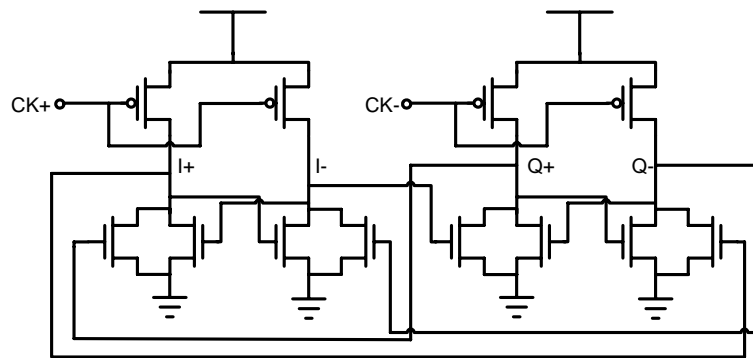 CK+
CK-
I+
I-
Q+
Q-